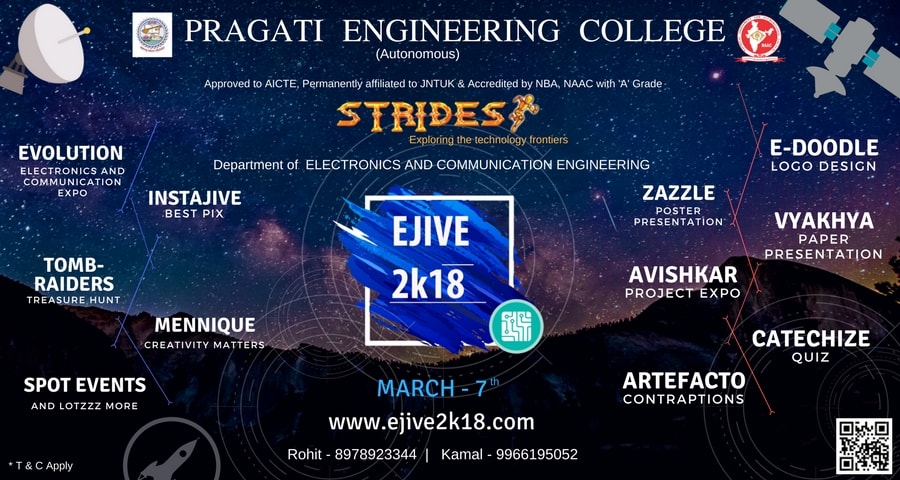 PRAGATI ENGINEERING COLLEGE
(Autonomous)
Approved to AICTE, Permanently affiliated to JNTUK & Accredited by NBA, NAAC with 'A' Grade
STRIDES
Exploring the technology frontiers
Department of ELECTRONICS AND COMMUNICATION ENGINEERING
EVOLUTION
ELECTRONICS AND
COMMUNICATION
EXPO
INSTAJIVE
BEST PIX
TOMB-
RAIDERS
TREASURE HUNT
MENNIQUE
CREATIVITY MATTERS
SPOT EVENTS
AND LOTZZZ MORE
EJIVE
2k18
E-DOODLE
LOGO DESIGN
ZAZZLE
POSTER
PRESENTATION
VYAKHYA
PAPER
PRESENTATION
AVISHKAR
PROJECT EXPO
CATECHIZE
QUIZ
ARTEFACTO
CONTRAPTIONS
MARCH - 7th
www.ejive2k18.com
Rohit - 8978923344 | Kamal - 9966195052
* T & C Apply